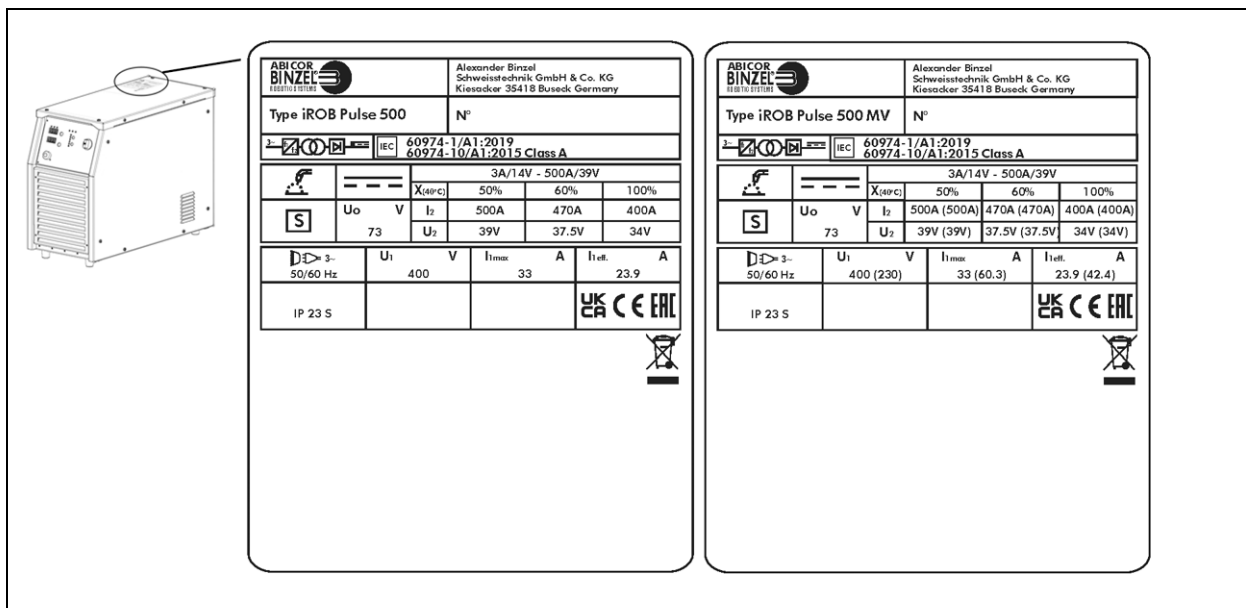 ABICOR
BINZEL®
ROBOTIC SYSTEMS
Alexander Binzel
Schweisstechnik GmbH & Co. KG
Kiesacker 35418 Buseck Germany
Type iROB Pulse 500
N°
3~
IEC
60974-1/A1:2019
60974-10/A1:2015 Class A
3A/14V - 500A/39V
X(40°C) 50% 60% 100%
S
U0 V
73
I2 500A 470A 400A
U2 39V 37.5V 34V
3~
50/60 Hz
U1 V
400
I1max A
33
I1eff. A
23.9
IP 23 S
UK
CA
CE
EAC
ABICOR
BINZEL®
ROBOTIC SYSTEMS
Alexander Binzel
Schweisstechnik GmbH & Co. KG
Kiesacker 35418 Buseck Germany
Type iROB Pulse 500 MV
N°
3~
IEC
60974-1/A1:2019
60974-10/A1:2015 Class A
3A/14V - 500A/39V
X(40°C) 50% 60% 100%
S
U0 V
73
I2 500A (500A) 470A (470A) 400A (400A)
U2 39V (39V) 37.5V (37.5V) 34V (34V)
3~
50/60 Hz
U1 V
400 (230)
I1max A
33 (60.3)
I1eff. A
23.9 (42.4)
IP 23 S
UK
CA
CE
EAC